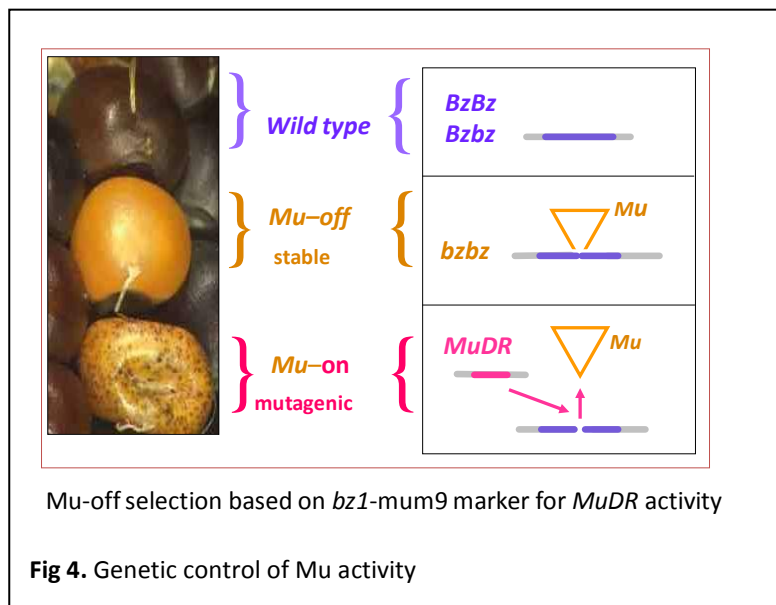 BzBz
Bzbz
Wild type
Mu–off
stable
bzbz
Mu
Mu–on
mutagenic
MuDR
Mu
Mu-off selection based on bz1-mum9 marker for MuDR activity
Fig 4. Genetic control of Mu activity